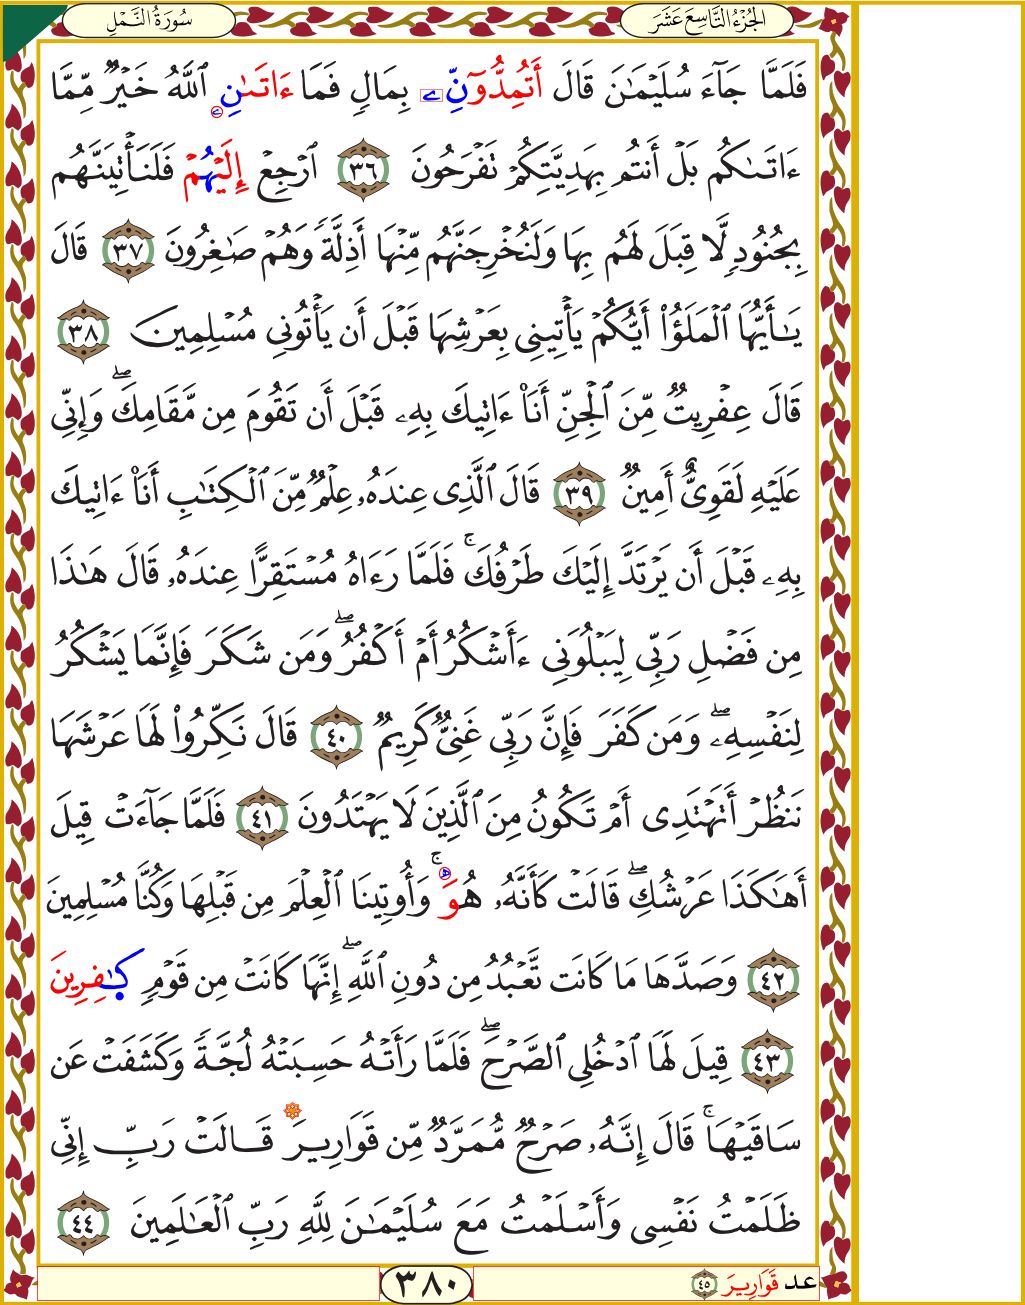 الجُزْءُ التَّاسِعَ عَشَرَ
سُورَةُ النَّمْلِ
فَلَمَّا جَآءَ سُلَيْمَٰنَ قَالَ أَتُمِدُّونَنِّۦ بِمَالٍ فَمَا ءَاتَىٰنِۦ ٱللَّهُ خَيْرٌ مِّمَّا
ءَاتَىٰكُم بَلْ أَنتُم بِهَدِيَّتِكُمْ تَفْرَحُونَ ٣٦ ٱرْجِعْ إِلَيْهُمْ فَلَنَأْتِيَنَّهُم
بِجُنُودٍ لَّا قِبَلَ لَهُم بِهَا وَلَنُخْرِجَنَّهُم مِّنْهَا أَذِلَّةً وَهُمْ صَٰغِرُونَ ٣٧ قَالَ
يَٰٓأَيُّهَا ٱلْمَلَؤُا۟ أَيُّكُمْ يَأْتِينِى بِعَرْشِهَا قَبْلَ أَن يَأْتُونِى مُسْلِمِينَ ٣٨
قَالَ عِفْرِيتٌ مِّنَ ٱلْجِنِّ أَنَا۠ ءَاتِيكَ بِهِۦ قَبْلَ أَن تَقُومَ مِن مَّقَامِكَ ۖ وَإِنِّى
عَلَيْهِ لَقَوِىٌّ أَمِينٌ ٣٩ قَالَ ٱلَّذِى عِندَهُۥ عِلْمٌ مِّنَ ٱلْكِتَٰبِ أَنَا۠ ءَاتِيكَ
بِهِۦ قَبْلَ أَن يَرْتَدَّ إِلَيْكَ طَرْفُكَ ۚ فَلَمَّا رَءَاهُ مُسْتَقِرًّا عِندَهُۥ قَالَ هَٰذَا
مِن فَضْلِ رَبِّى لِيَبْلُوَنِى ءَأَشْكُرُ أَمْ أَكْفُرُ ۖ وَمَن شَكَرَ فَإِنَّمَا يَشْكُرُ
لِنَفْسِهِۦ ۖ وَمَن كَفَرَ فَإِنَّ رَبِّى غَنِىٌّ كَرِيمٌ ٤٠ قَالَ نَكِّرُوا۟ لَهَا عَرْشَهَا
نَنظُرْ أَتَهْتَدِى أَمْ تَكُونُ مِنَ ٱلَّذِينَ لَا يَهْتَدُونَ ٤١ فَلَمَّا جَآءَتْ قِيلَ
أَهَٰكَذَا عَرْشُكِ ۖ قَالَتْ كَأَنَّهُۥ هُوَ ۚ وَأُوتِينَا ٱلْعِلْمَ مِن قَبْلِهَا وَكُنَّا مُسْلِمِينَ
٤٢ وَصَدَّهَا مَا كَانَت تَّعْبُدُ مِن دُونِ ٱللَّهِ ۖ إِنَّهَا كَانَتْ مِن قَوْمٍ كَٰفِرِينَ
٤٣ قِيلَ لَهَا ٱدْخُلِى ٱلصَّرْحَ ۖ فَلَمَّا رَأَتْهُ حَسِبَتْهُ لُجَّةً وَكَشَفَتْ عَن
سَاقَيْهَا ۚ قَالَ إِنَّهُۥ صَرْحٌ مُّمَرَّدٌ مِّن قَوَارِيرَ قَالَتْ رَبِّ إِنِّى
ظَلَمْتُ نَفْسِى وَأَسْلَمْتُ مَعَ سُلَيْمَٰنَ لِلَّهِ رَبِّ ٱلْعَٰلَمِينَ ٤٤
عد قَوَارِيرَ ٤٥
٣٨٠